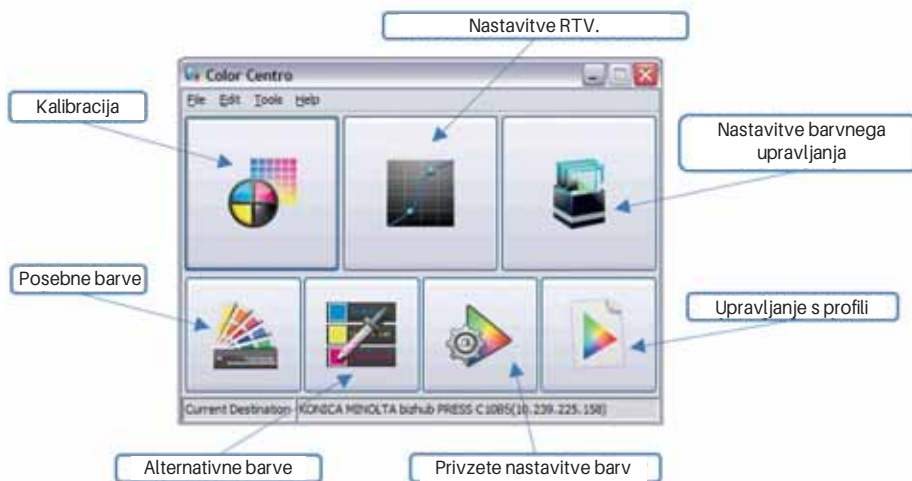 Nastavitve RTV.
Color Centro
File Edit Tools Help
Kalibracija
Nastavitve barvnega
upravljanja
Posebne barve
Upravljanje s profili
Current Destination KONICA MINOLTA bizhub PRESS C1085(10.239.225.158)
Alternativne barve
Privzete nastavitve barv